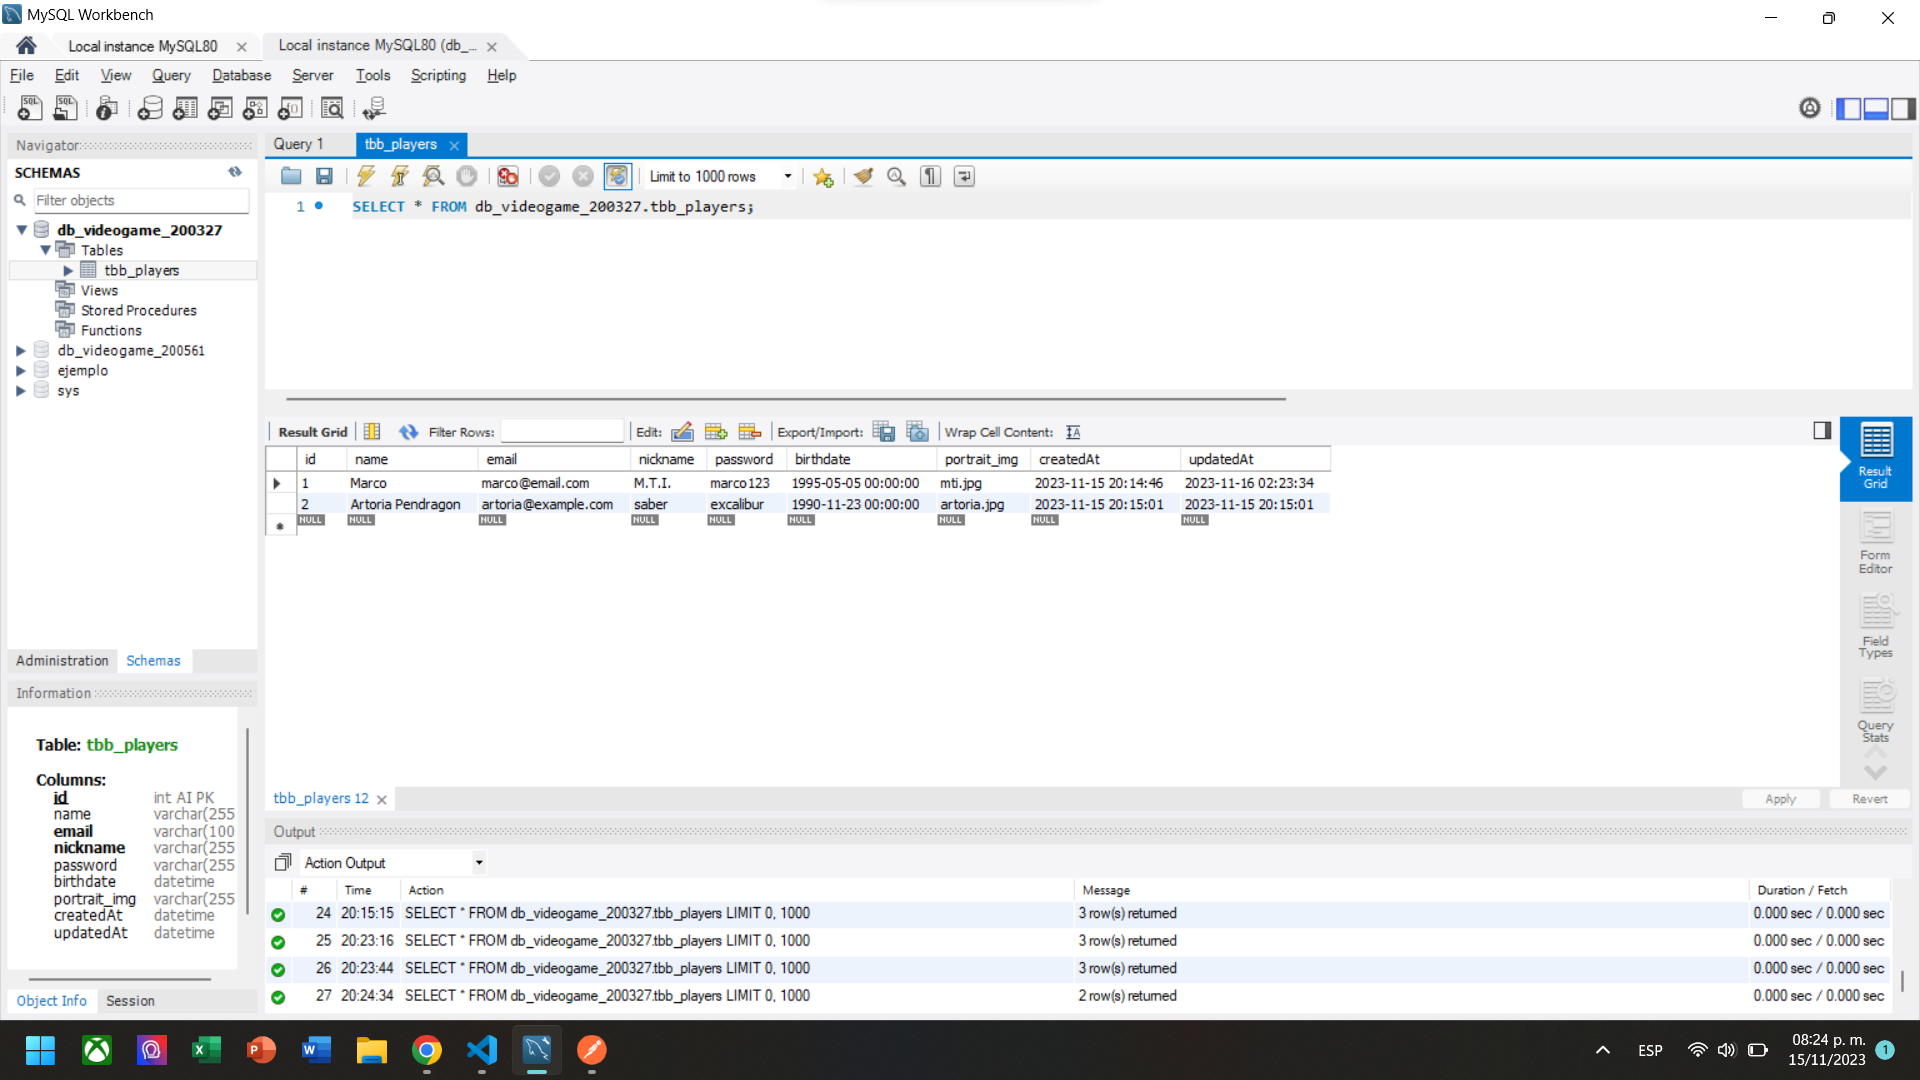 MySQL Workbench
Local instance MySQL80
Local instance MySQL80 (db_...
File Edit View Query Database Server Tools Scripting Help
Navigator
SCHEMAS
Filter objects
db_videogame_200327
Tables
tbb_players
Views
Stored Procedures
Functions
db_videogame_200561
ejemplo
sys
Administration Schemas
Information
Table: tbb_players
Columns:
id int AI PK
name varchar(255
email varchar(100
nickname varchar(255
password varchar(255
birthdate datetime
portrait_img varchar(255
createdAt datetime
updatedAt datetime
Object Info Session
Query 1 tbb_players
Limit to 1000 rows
1 SELECT * FROM db_videogame_200327.tbb_players;
Result Grid Filter Rows: Edit: Export/Import: Wrap Cell Content:
id name email nickname password birthdate portrait_img createdAt updatedAt
1 Marco marco@email.com M.T.I. marco123 1995-05-05 00:00:00 mti.jpg 2023-11-15 20:14:46 2023-11-16 02:23:34
2 Artoria Pendragon artoria@example.com saber excalibur 1990-11-23 00:00:00 artoria.jpg 2023-11-15 20:15:01 2023-11-15 20:15:01
NULL NULL NULL NULL NULL NULL NULL NULL NULL
Result
Grid
Form
Editor
Field
Types
Query
Stats
tbb_players 12
Apply Revert
Output
Action Output
# Time Action Message Duration / Fetch
24 20:15:15 SELECT * FROM db_videogame_200327.tbb_players LIMIT 0, 1000 3 row(s) returned 0.000 sec / 0.000 sec
25 20:23:16 SELECT * FROM db_videogame_200327.tbb_players LIMIT 0, 1000 3 row(s) returned 0.000 sec / 0.000 sec
26 20:23:44 SELECT * FROM db_videogame_200327.tbb_players LIMIT 0, 1000 3 row(s) returned 0.000 sec / 0.000 sec
27 20:24:34 SELECT * FROM db_videogame_200327.tbb_players LIMIT 0, 1000 2 row(s) returned 0.000 sec / 0.000 sec
ESP
08:24 p. m.
15/11/2023
1